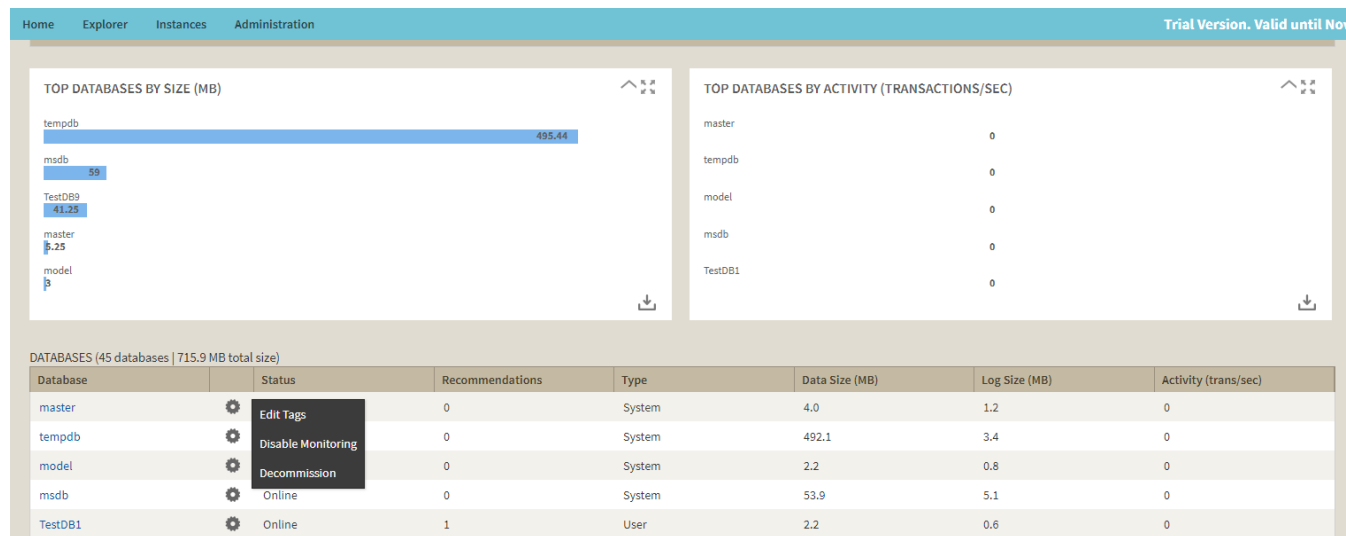 Home Explorer Instances Administration Trial Version. Valid until Nov
TOP DATABASES BY SIZE (MB)
tempdb
495.44
msdb
59
TestDB9
41.25
master
5.25
model
3
TOP DATABASES BY ACTIVITY (TRANSACTIONS/SEC)
master
0
tempdb
0
model
0
msdb
0
TestDB1
0
DATABASES (45 databases | 715.9 MB total size)
Database Status Recommendations Type Data Size (MB) Log Size (MB) Activity (trans/sec)
master 0 System 4.0 1.2 0
Edit Tags
tempdb 0 System 492.1 3.4 0
Disable Monitoring
model 0 System 2.2 0.8 0
Decommission
msdb Online 0 System 53.9 5.1 0
TestDB1 Online 1 User 2.2 0.6 0